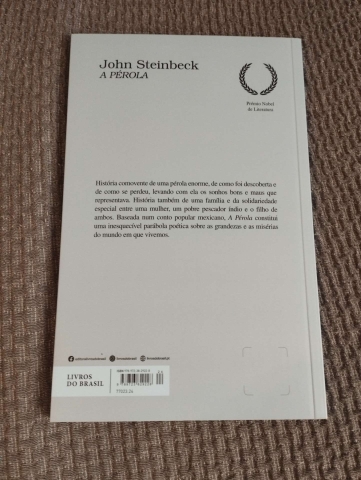 John Steinbeck
A PÉROLA
Prémio Nobel
de Literatura
História comovente de uma pérola enorme, de como foi descoberta e
de como se perdeu, levando com ela os sonhos bons e maus que
representava. História também de uma família e da solidariedade
especial entre uma mulher, um pobre pescador índio e o filho de
ambos. Baseada num conto popular mexicano, A Pérola constitui
uma inesquecível parábola poética sobre as grandezas e as misérias
do mundo em que vivemos.
LIVROS
DO BRASIL